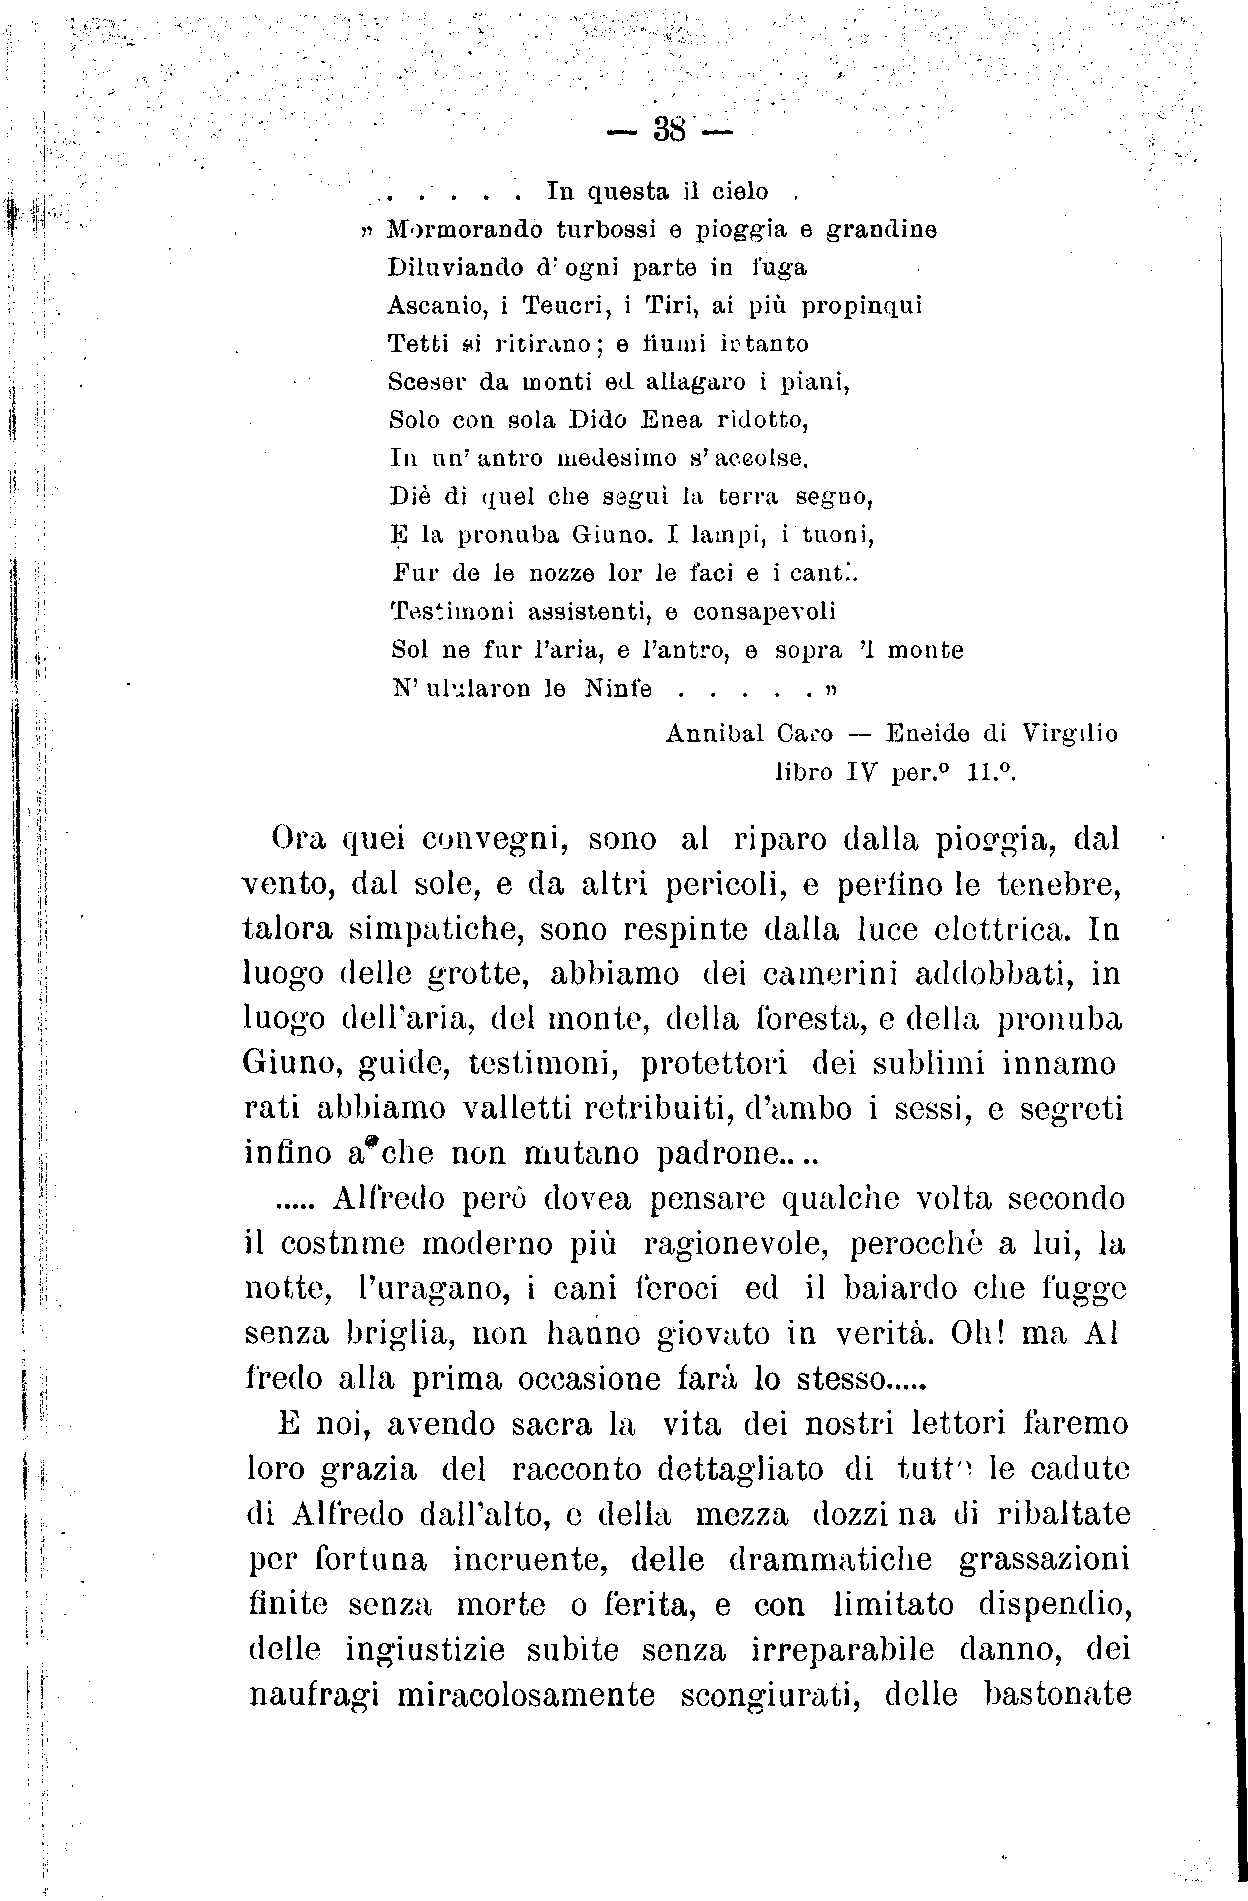 — 38 —
. . . . . In questa il cielo .
„ Mormorando turbossi e pioggia e grandine
Diluviando d' ogni parte in fuga
Ascanio, i Teucri, i Tiri, ai più propinqui
Tetti si ritirano; e fiumi intanto
Sceser da monti ed allagaro i piani,
Solo con sola Dido Enea ridotto,
In un' antro medesimo s' accolse.
Diè di quel che seguì la terra segno,
E la pronuba Giuno. I lampi, i tuoni,
Fur de le nozze lor le faci e i canti.
Testimoni assistenti, e consapevoli
Sol ne fur l'aria, e l'antro, e sopra 'l monte
N' ulularon le Ninfe . . . . . „
Annibal Caro — Eneide di Virgilio
libro IV per.º 11.º.
Ora quei convegni, sono al riparo dalla pioggia, dal
vento, dal sole, e da altri pericoli, e perfino le tenebre,
talora simpatiche, sono respinte dalla luce elettrica. In
luogo delle grotte, abbiamo dei camerini addobbati, in
luogo dell'aria, del monte, della foresta, e della pronuba
Giuno, guide, testimoni, protettori dei sublimi innamo
rati abbiamo valletti retribuiti, d'ambo i sessi, e segreti
infino a che non mutano padrone....
..... Alfredo però dovea pensare qualche volta secondo
il costnme moderno più ragionevole, perocchè a lui, la
notte, l'uragano, i cani feroci ed il baiardo che fugge
senza briglia, non hanno giovato in verità. Oh! ma Al
fredo alla prima occasione farà lo stesso.....
E noi, avendo sacra la vita dei nostri lettori faremo
loro grazia del racconto dettagliato di tutte le cadute
di Alfredo dall'alto, e della mezza dozzina di ribaltate
per fortuna incruente, delle drammatiche grassazioni
finite senza morte o ferita, e con limitato dispendio,
delle ingiustizie subite senza irreparabile danno, dei
naufragi miracolosamente scongiurati, delle bastonate